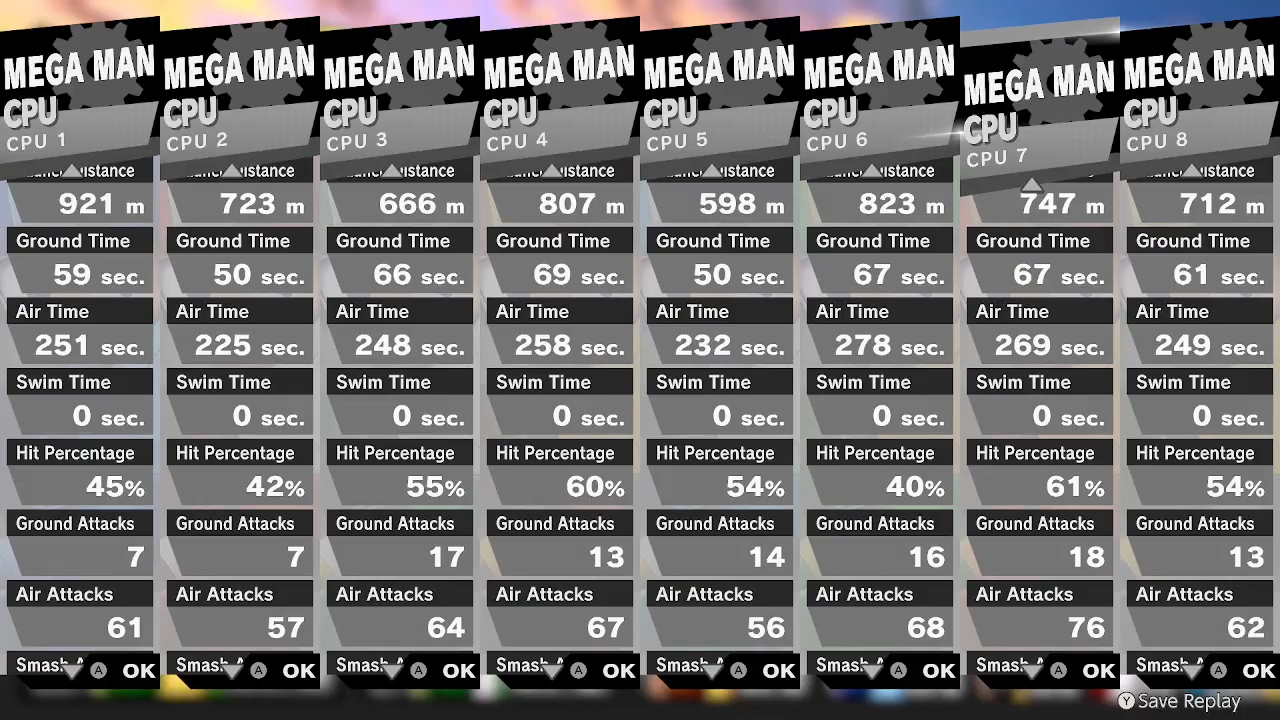 MEGA MAN MEGA MAN MEGA MAN MEGA MAN MEGA MAN MEGA MAN MEGA MAN MEGA MAN
CPU CPU CPU CPU CPU CPU CPU CPU
CPU 1 CPU 2 CPU 3 CPU 4 CPU 5 CPU 6 CPU 7 CPU 8
921 m 723 m 666 m 807 m 598 m 823 m 747 m 712 m
Ground Time Ground Time Ground Time Ground Time Ground Time Ground Time Ground Time Ground Time
59 sec. 50 sec. 66 sec. 69 sec. 50 sec. 67 sec. 67 sec. 61 sec.
Air Time Air Time Air Time Air Time Air Time Air Time Air Time Air Time
251 sec. 225 sec. 248 sec. 258 sec. 232 sec. 278 sec. 269 sec. 249 sec.
Swim Time Swim Time Swim Time Swim Time Swim Time Swim Time Swim Time Swim Time
0 sec. 0 sec. 0 sec. 0 sec. 0 sec. 0 sec. 0 sec. 0 sec.
Hit Percentage Hit Percentage Hit Percentage Hit Percentage Hit Percentage Hit Percentage Hit Percentage Hit Percentage
45% 42% 55% 60% 54% 40% 61% 54%
Ground Attacks Ground Attacks Ground Attacks Ground Attacks Ground Attacks Ground Attacks Ground Attacks Ground Attacks
7 7 17 13 14 16 18 13
Air Attacks Air Attacks Air Attacks Air Attacks Air Attacks Air Attacks Air Attacks Air Attacks
61 57 64 67 56 68 76 62
Smash A OK Smash A OK Smash A OK Smash A OK Smash A OK Smash A OK Smash A OK Smash A OK
Y Save Replay